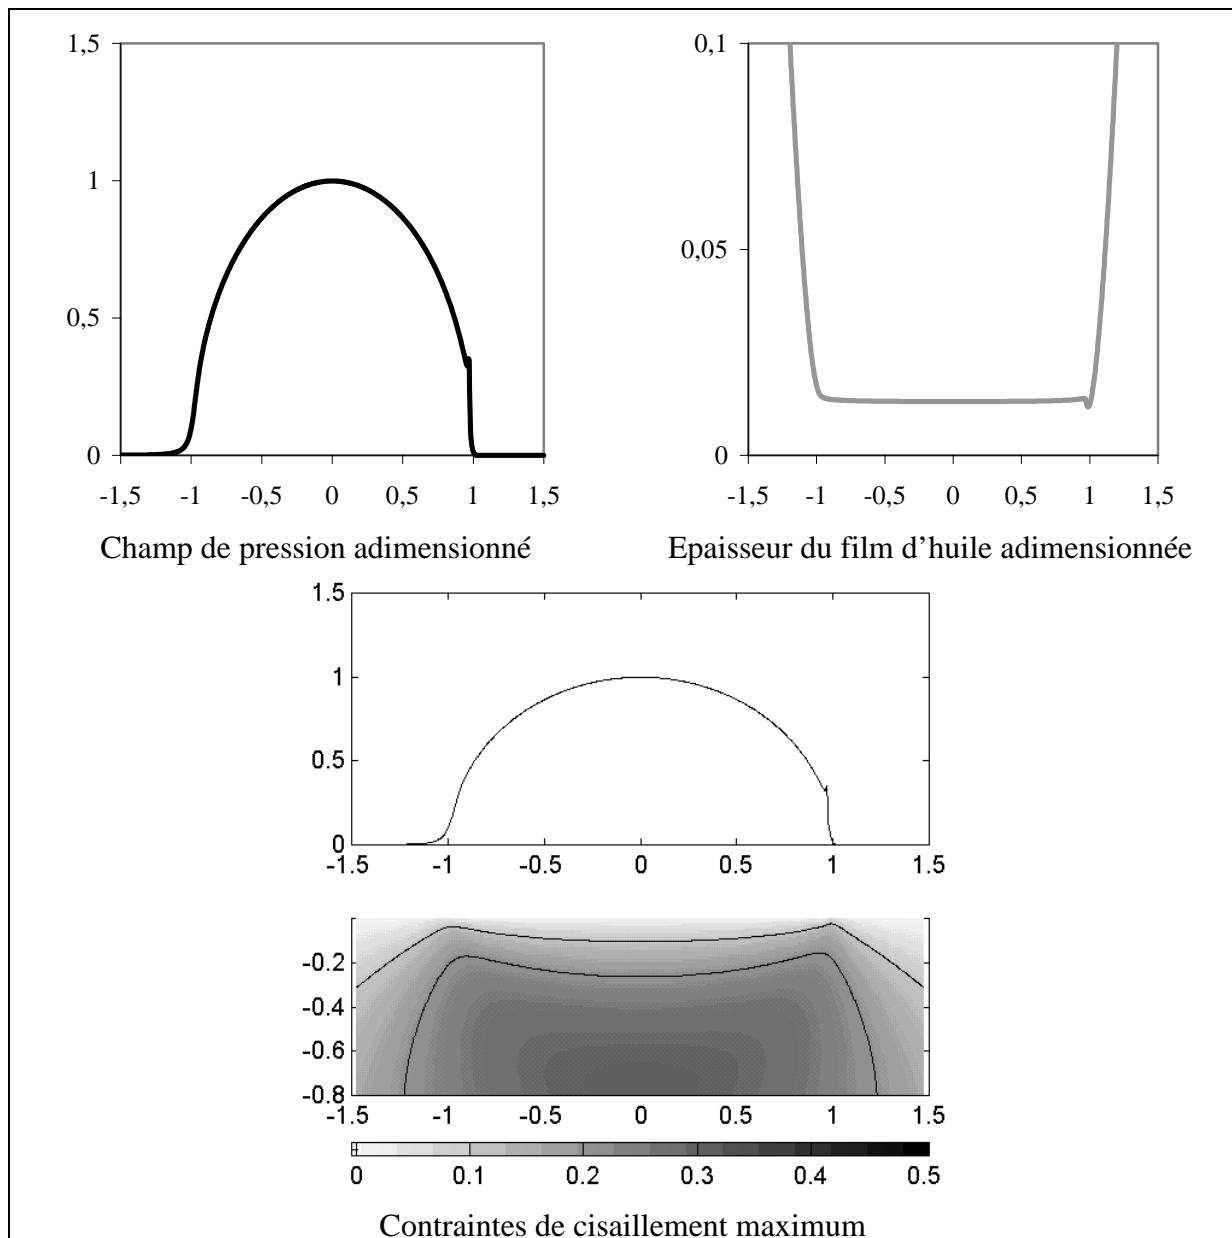 1,5
1
0,5
0
-1,5 -1 -0,5 0 0,5 1 1,5
Champ de pression adimensionné
0,1
0,05
0
-1,5 -1 -0,5 0 0,5 1 1,5
Epaisseur du film d'huile adimensionnée
1.5
1
0.5
0
-1.5 -1 -0.5 0 0.5 1 1.5
-0.2
-0.4
-0.6
-0.8
-1.5 -1 -0.5 0 0.5 1 1.5
0 0.1 0.2 0.3 0.4 0.5
Contraintes de cisaillement maximum